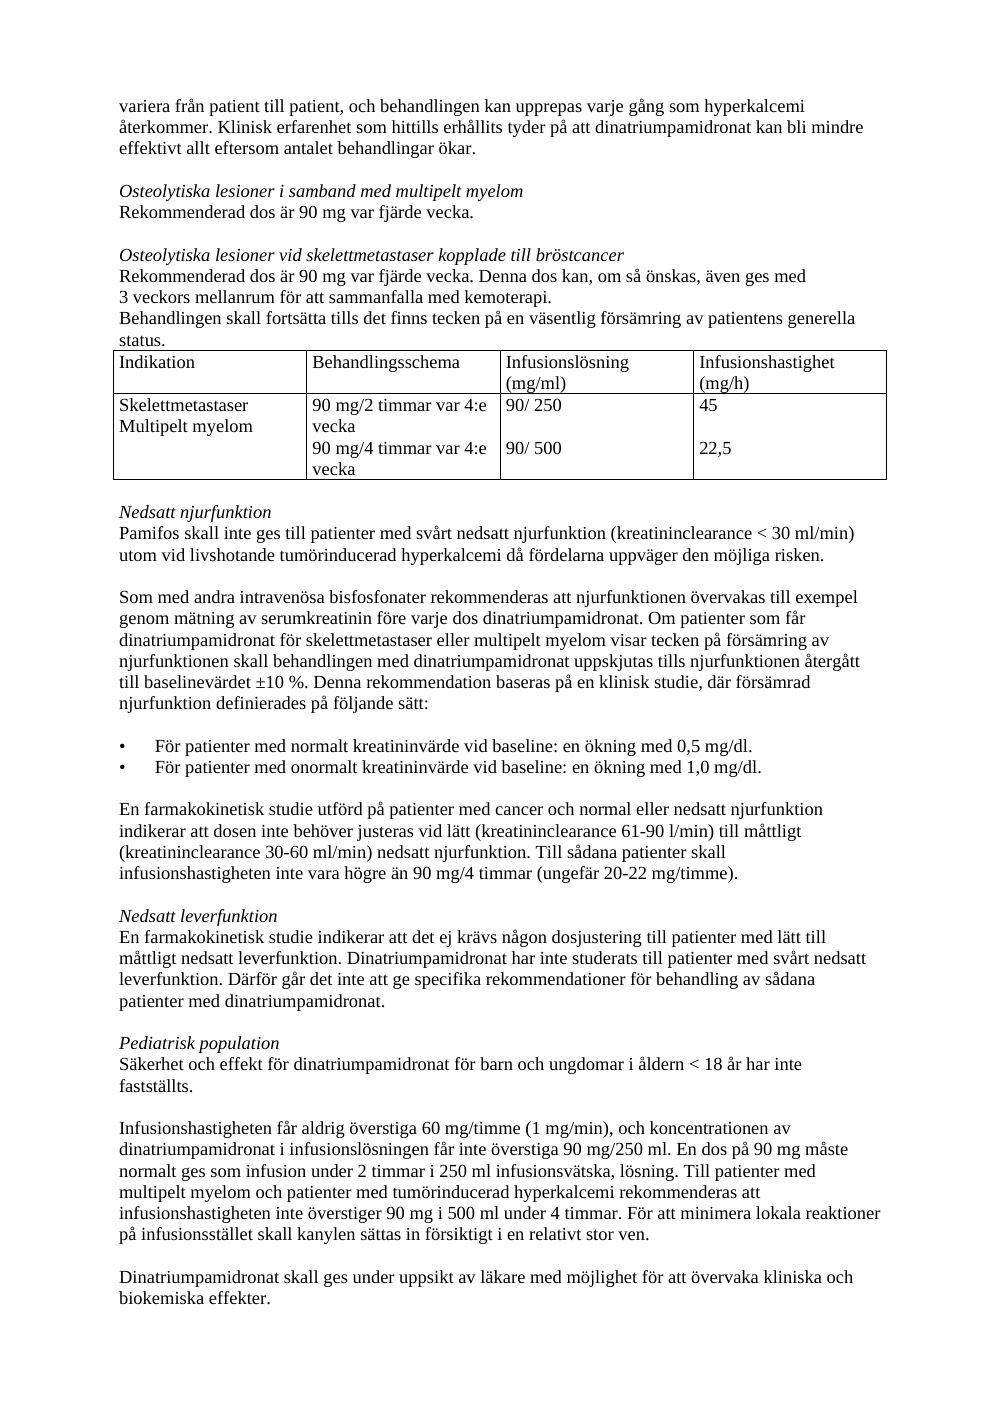 variera från patient till patient, och behandlingen kan upprepas varje gång som hyperkalcemi
återkommer. Klinisk erfarenhet som hittills erhållits tyder på att dinatriumpamidronat kan bli mindre
effektivt allt eftersom antalet behandlingar ökar.
Osteolytiska lesioner i samband med multipelt myelom
Rekommenderad dos är 90 mg var fjärde vecka.
Osteolytiska lesioner vid skelettmetastaser kopplade till bröstcancer
Rekommenderad dos är 90 mg var fjärde vecka. Denna dos kan, om så önskas, även ges med
3 veckors mellanrum för att sammanfalla med kemoterapi.
Behandlingen skall fortsätta tills det finns tecken på en väsentlig försämring av patientens generella
status.
Indikation Behandlingsschema Infusionslösning Infusionshastighet
(mg/ml) (mg/h)
Skelettmetastaser 90 mg/2 timmar var 4:e 90/ 250 45
Multipelt myelom vecka
90 mg/4 timmar var 4:e 90/ 500 22,5
vecka
Nedsatt njurfunktion
Pamifos skall inte ges till patienter med svårt nedsatt njurfunktion (kreatininclearance < 30 ml/min)
utom vid livshotande tumörinducerad hyperkalcemi då fördelarna uppväger den möjliga risken.
Som med andra intravenösa bisfosfonater rekommenderas att njurfunktionen övervakas till exempel
genom mätning av serumkreatinin före varje dos dinatriumpamidronat. Om patienter som får
dinatriumpamidronat för skelettmetastaser eller multipelt myelom visar tecken på försämring av
njurfunktionen skall behandlingen med dinatriumpamidronat uppskjutas tills njurfunktionen återgått
till baselinevärdet ±10 %. Denna rekommendation baseras på en klinisk studie, där försämrad
njurfunktion definierades på följande sätt:
• För patienter med normalt kreatininvärde vid baseline: en ökning med 0,5 mg/dl.
• För patienter med onormalt kreatininvärde vid baseline: en ökning med 1,0 mg/dl.
En farmakokinetisk studie utförd på patienter med cancer och normal eller nedsatt njurfunktion
indikerar att dosen inte behöver justeras vid lätt (kreatininclearance 61-90 l/min) till måttligt
(kreatininclearance 30-60 ml/min) nedsatt njurfunktion. Till sådana patienter skall
infusionshastigheten inte vara högre än 90 mg/4 timmar (ungefär 20-22 mg/timme).
Nedsatt leverfunktion
En farmakokinetisk studie indikerar att det ej krävs någon dosjustering till patienter med lätt till
måttligt nedsatt leverfunktion. Dinatriumpamidronat har inte studerats till patienter med svårt nedsatt
leverfunktion. Därför går det inte att ge specifika rekommendationer för behandling av sådana
patienter med dinatriumpamidronat.
Pediatrisk population
Säkerhet och effekt för dinatriumpamidronat för barn och ungdomar i åldern < 18 år har inte
fastställts.
Infusionshastigheten får aldrig överstiga 60 mg/timme (1 mg/min), och koncentrationen av
dinatriumpamidronat i infusionslösningen får inte överstiga 90 mg/250 ml. En dos på 90 mg måste
normalt ges som infusion under 2 timmar i 250 ml infusionsvätska, lösning. Till patienter med
multipelt myelom och patienter med tumörinducerad hyperkalcemi rekommenderas att
infusionshastigheten inte överstiger 90 mg i 500 ml under 4 timmar. För att minimera lokala reaktioner
på infusionsstället skall kanylen sättas in försiktigt i en relativt stor ven.
Dinatriumpamidronat skall ges under uppsikt av läkare med möjlighet för att övervaka kliniska och
biokemiska effekter.